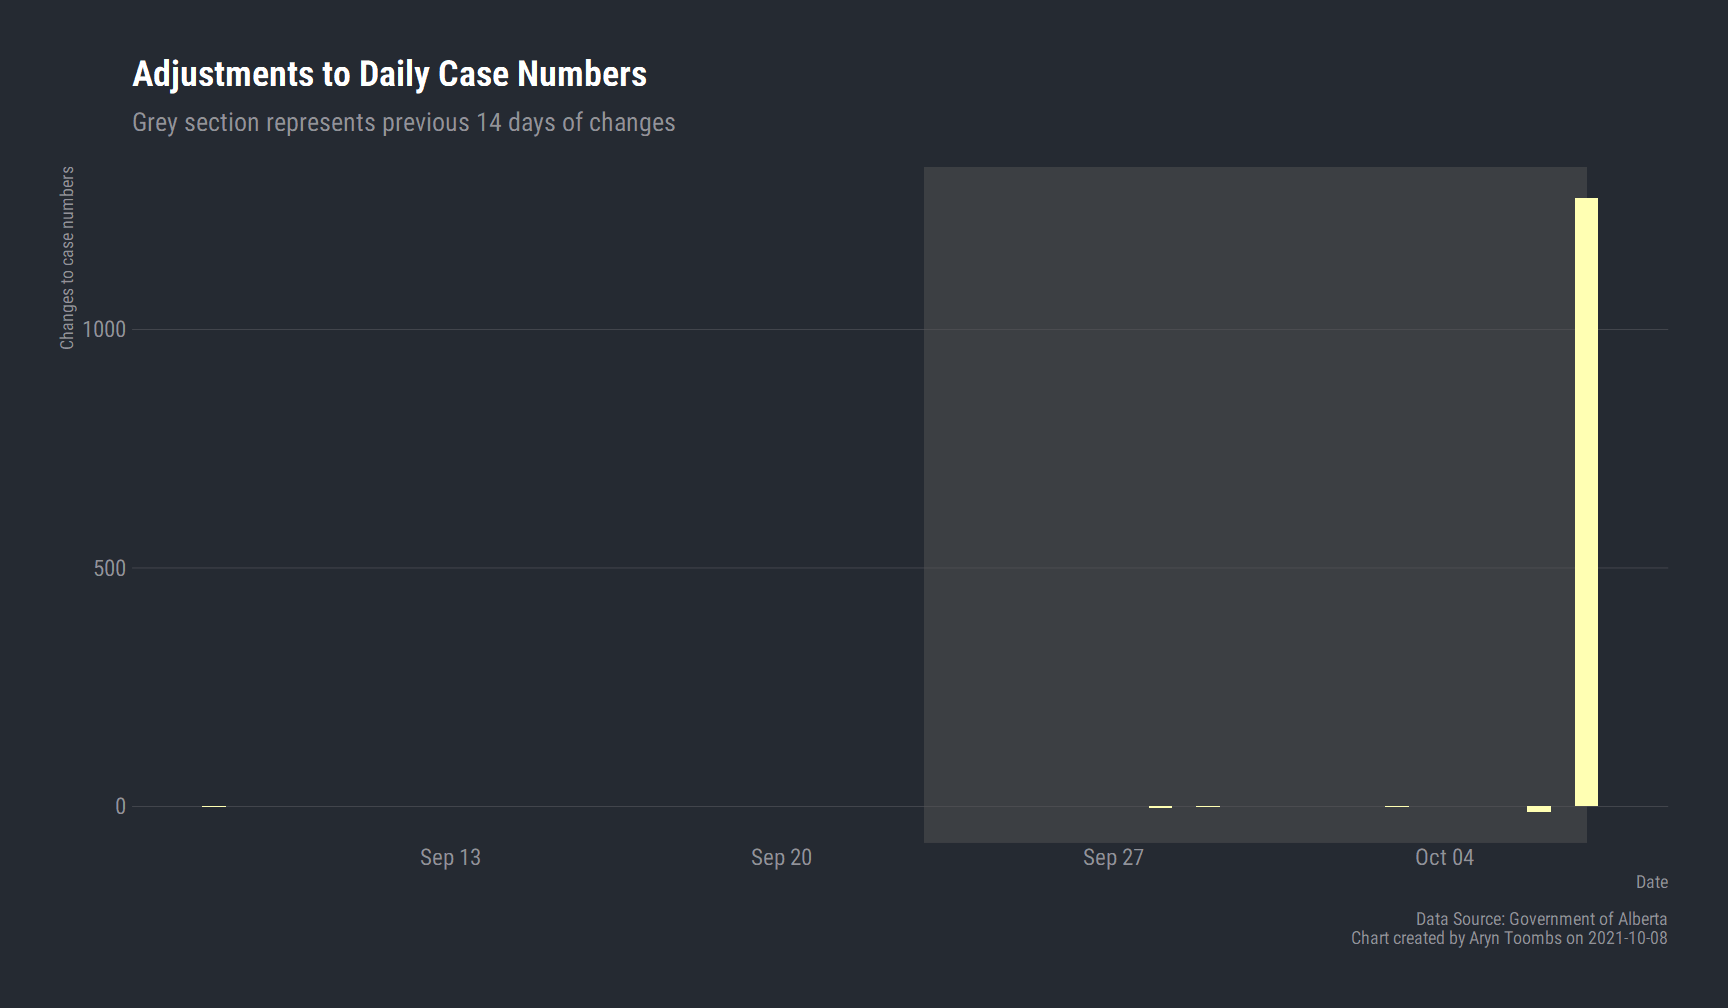 Adjustments to Daily Case Numbers
Grey section represents previous 14 days of changes
Changes to case numbers
1000
500
0
Sep 13
Sep 20
Sep 27
Oct 04
Date
Data Source: Government of Alberta
Chart created by Aryn Toombs on 2021-10-08